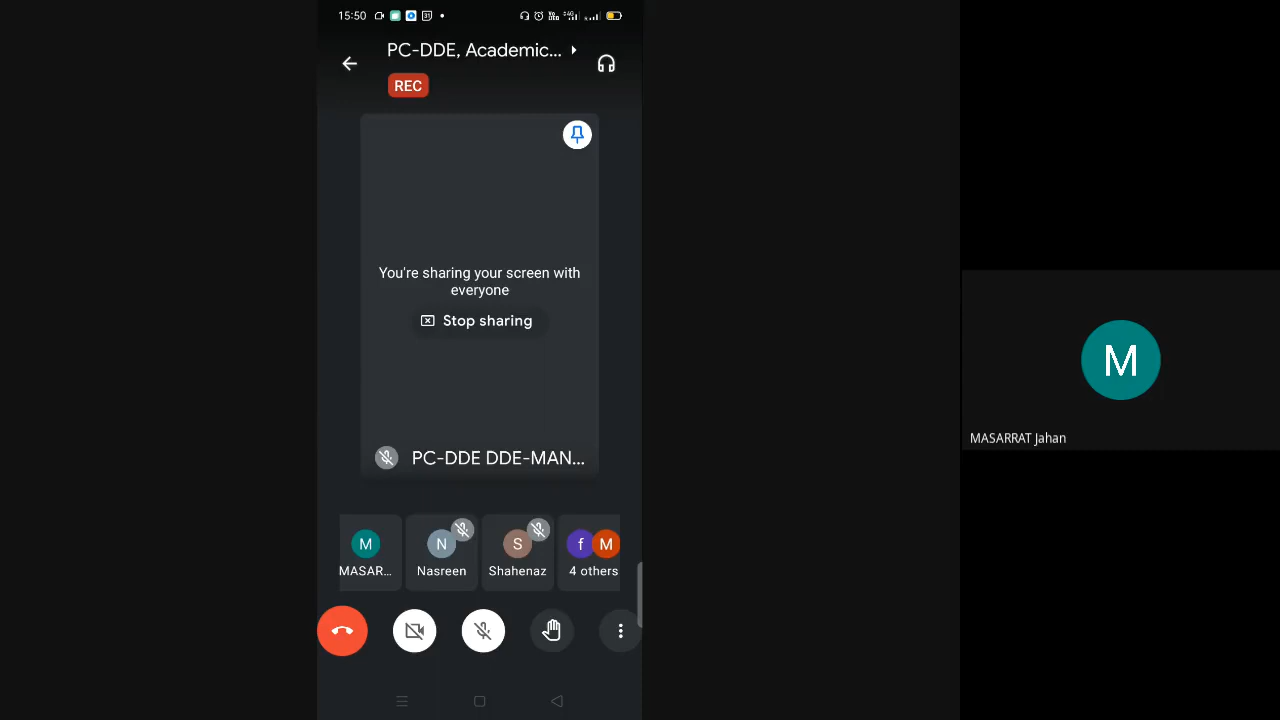 15:50
31
PC-DDE, Academic...
REC
You're sharing your screen with
everyone
Stop sharing
PC-DDE DDE-MAN...
M
N
S
f
M
MASAR...
Nasreen
Shahenaz
4 others
M
MASARRAT Jahan